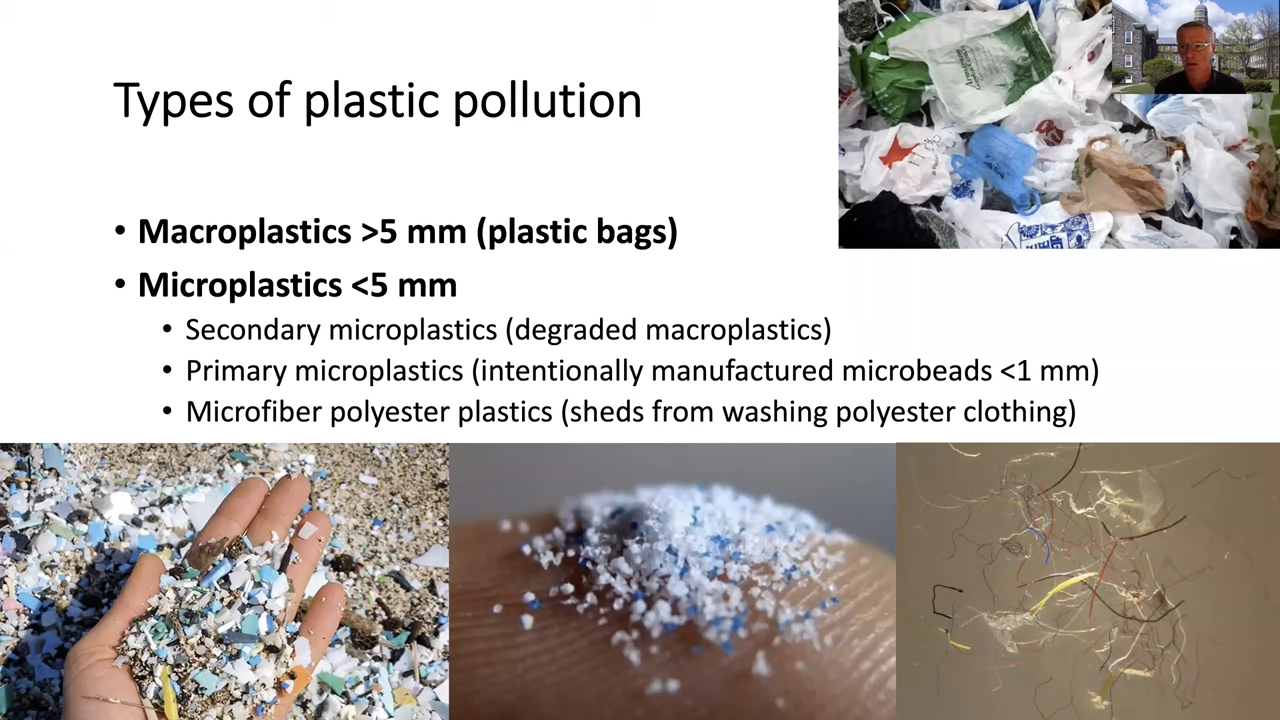 Types of plastic pollution
• Macroplastics >5 mm (plastic bags)
• Microplastics <5 mm
• Secondary microplastics (degraded macroplastics)
• Primary microplastics (intentionally manufactured microbeads <1 mm)
• Microfiber polyester plastics (sheds from washing polyester clothing)